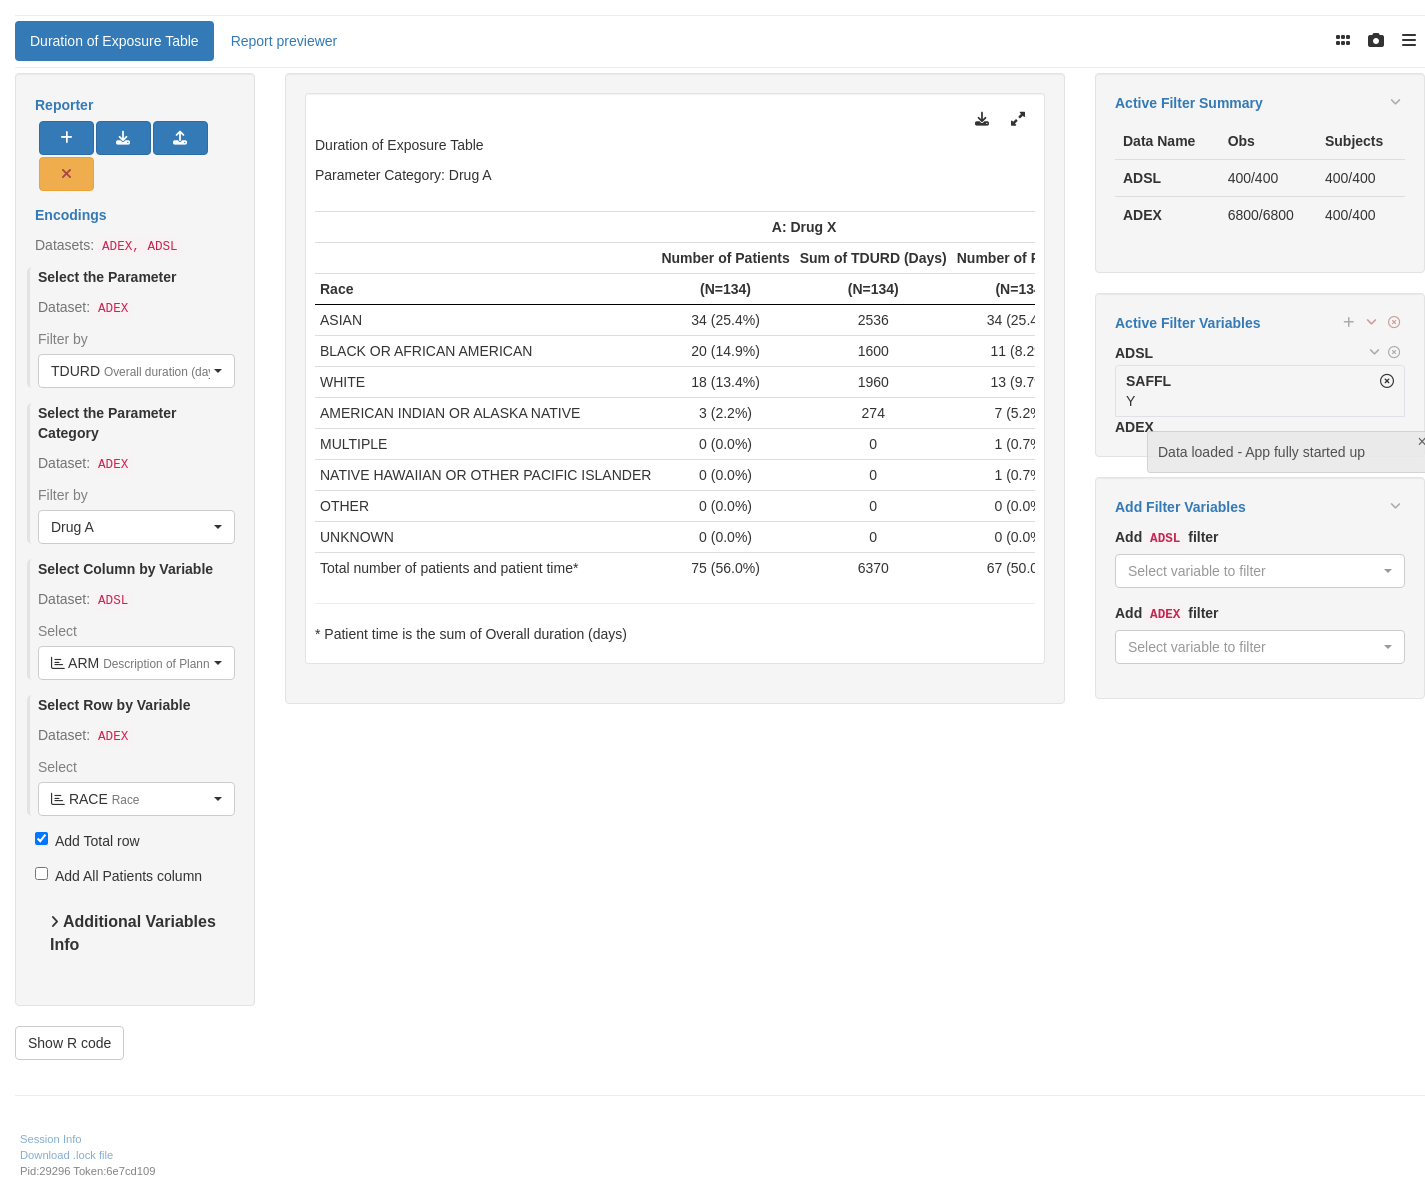 Duration of Exposure Table
Report previewer
Reporter
Encodings
Datasets: ADEX, ADSL
Select the Parameter
Dataset: ADEX
Filter by
TDURD Overall duration (day
Select the Parameter
Category
Dataset: ADEX
Filter by
Drug A
Select Column by Variable
Dataset: ADSL
Select
ARM Description of Plann
Select Row by Variable
Dataset: ADEX
Select
RACE Race
Add Total row
Add All Patients column
Additional Variables
Info
Show R code
Duration of Exposure Table
Parameter Category: Drug A
A: Drug X
Number of Patients Sum of TDURD (Days) Number of P
Race (N=134) (N=134) (N=134
ASIAN 34 (25.4%) 2536 34 (25.4
BLACK OR AFRICAN AMERICAN 20 (14.9%) 1600 11 (8.2%
WHITE 18 (13.4%) 1960 13 (9.7%
AMERICAN INDIAN OR ALASKA NATIVE 3 (2.2%) 274 7 (5.2%
MULTIPLE 0 (0.0%) 0 1 (0.7%
NATIVE HAWAIIAN OR OTHER PACIFIC ISLANDER 0 (0.0%) 0 1 (0.7%
OTHER 0 (0.0%) 0 0 (0.0%
UNKNOWN 0 (0.0%) 0 0 (0.0%
Total number of patients and patient time* 75 (56.0%) 6370 67 (50.0
* Patient time is the sum of Overall duration (days)
Active Filter Summary
Data Name Obs Subjects
ADSL 400/400 400/400
ADEX 6800/6800 400/400
Active Filter Variables
ADSL
SAFFL
Y
ADEX
Data loaded - App fully started up
Add Filter Variables
Add ADSL filter
Select variable to filter
Add ADEX filter
Select variable to filter
Session Info
Download .lock file
Pid:29296 Token:6e7cd109